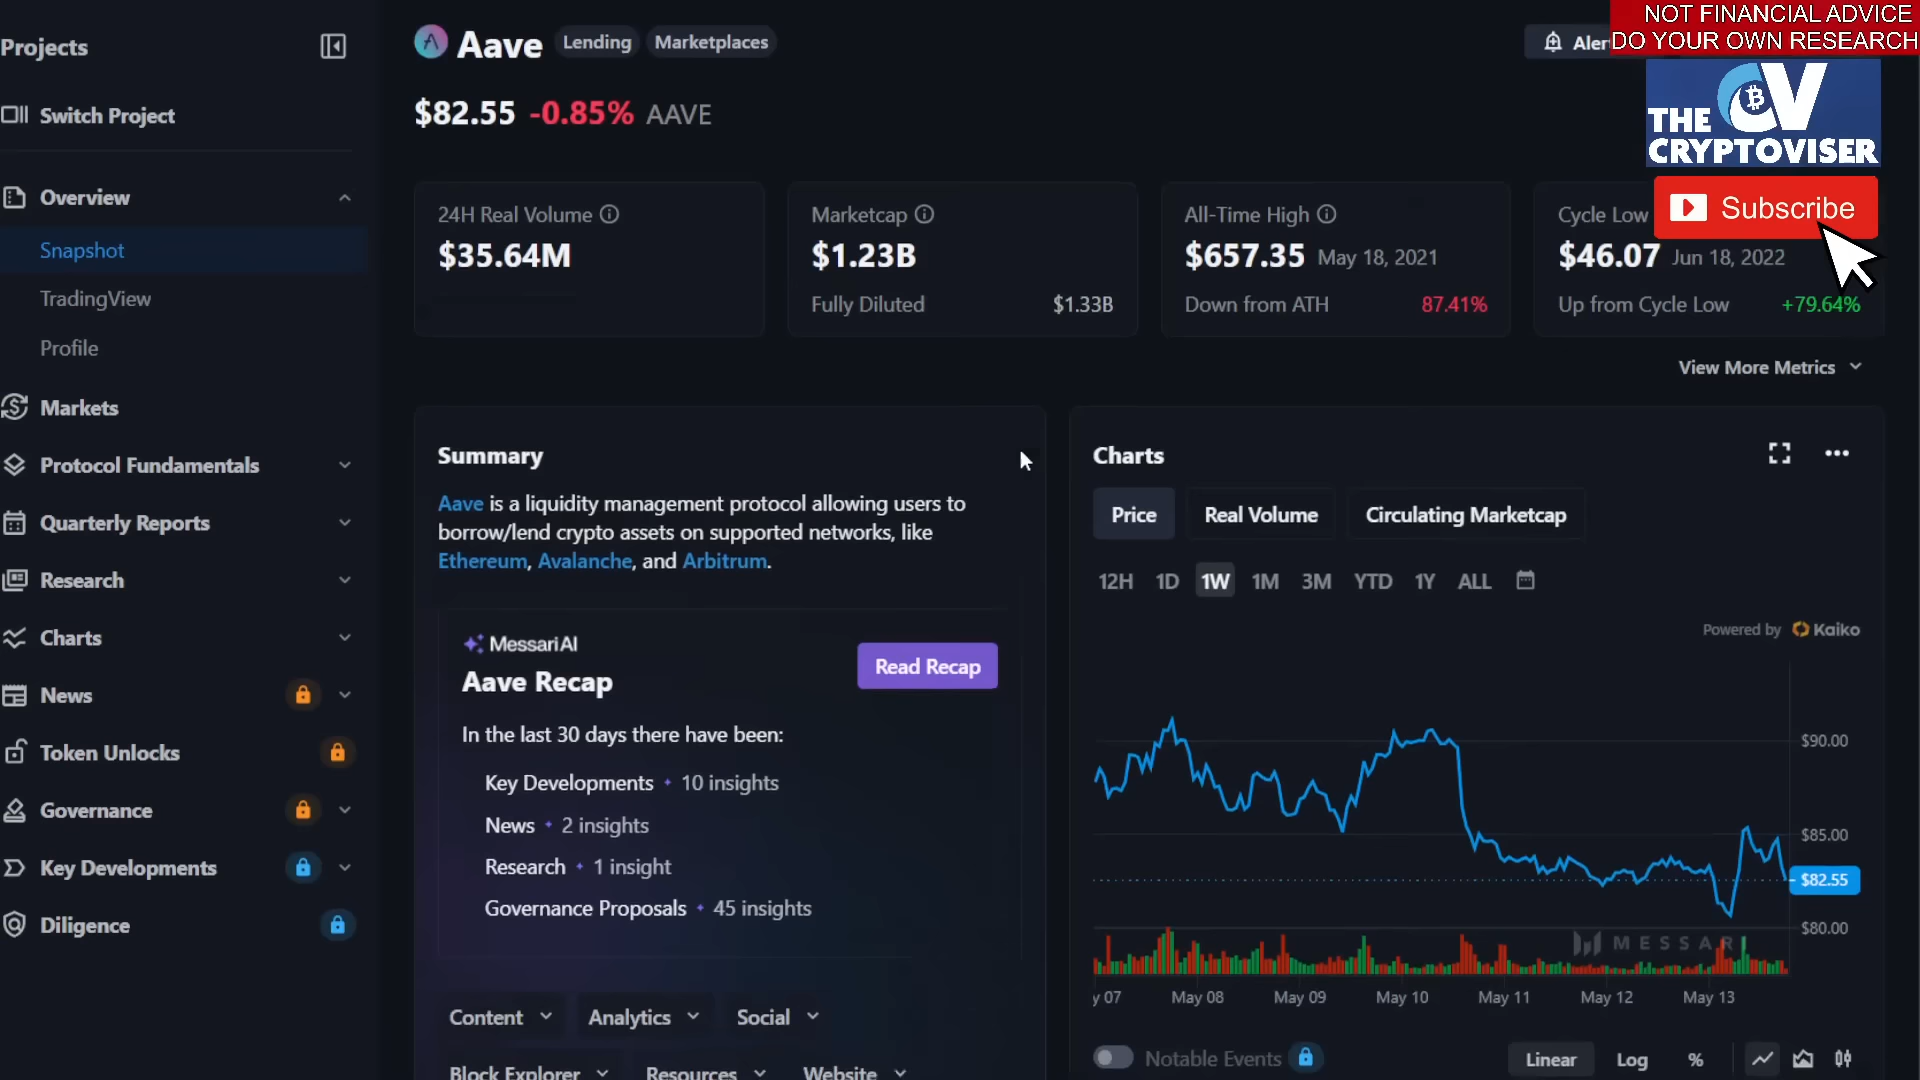 NOT FINANCIAL ADVICE
DO YOUR OWN RESEARCH
THE CV
CRYPTOVISER
Subscribe
Projects
Switch Project
Overview
Snapshot
TradingView
Profile
Markets
Protocol Fundamentals
Quarterly Reports
Research
Charts
News
Token Unlocks
Governance
Key Developments
Diligence
Aave Lending Marketplaces
$82.55 -0.85% AAVE
24H Real Volume
$35.64M
Marketcap
$1.23B
Fully Diluted $1.33B
All-Time High
$657.35 May 18, 2021
Down from ATH 87.41%
Cycle Low
$46.07 Jun 18, 2022
Up from Cycle Low +79.64%
View More Metrics
Summary
Aave is a liquidity management protocol allowing users to
borrow/lend crypto assets on supported networks, like
Ethereum, Avalanche, and Arbitrum.
Messari AI
Aave Recap
Read Recap
In the last 30 days there have been:
Key Developments • 10 insights
News • 2 insights
Research • 1 insight
Governance Proposals • 45 insights
Content Analytics Social
Block Explorer Resources Website
Charts
Price Real Volume Circulating Marketcap
12H 1D 1W 1M 3M YTD 1Y ALL
Powered by Kaiko
$90.00
$85.00
$82.55
$80.00
MESSARI
y 07 May 08 May 09 May 10 May 11 May 12 May 13
Notable Events
Linear Log %